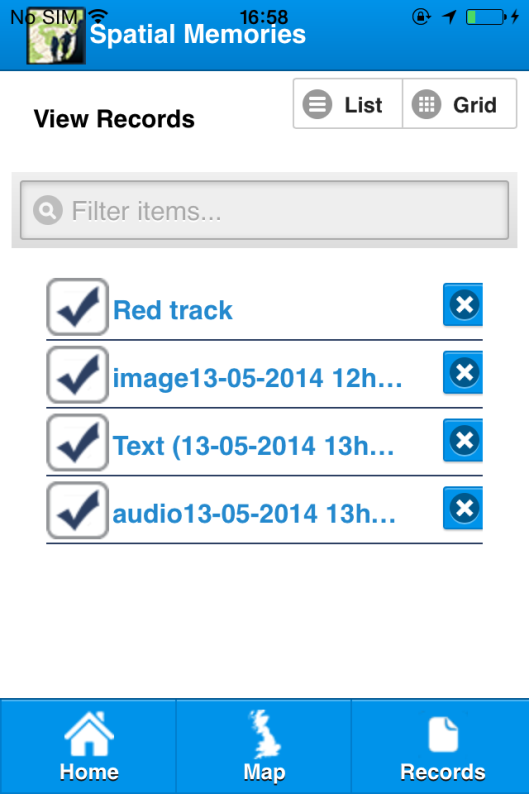 No SIM 16:58
Spatial Memories
View Records
List Grid
Filter items...
Red track
image13-05-2014 12h...
Text (13-05-2014 13h...
audio13-05-2014 13h...
Home Map Records